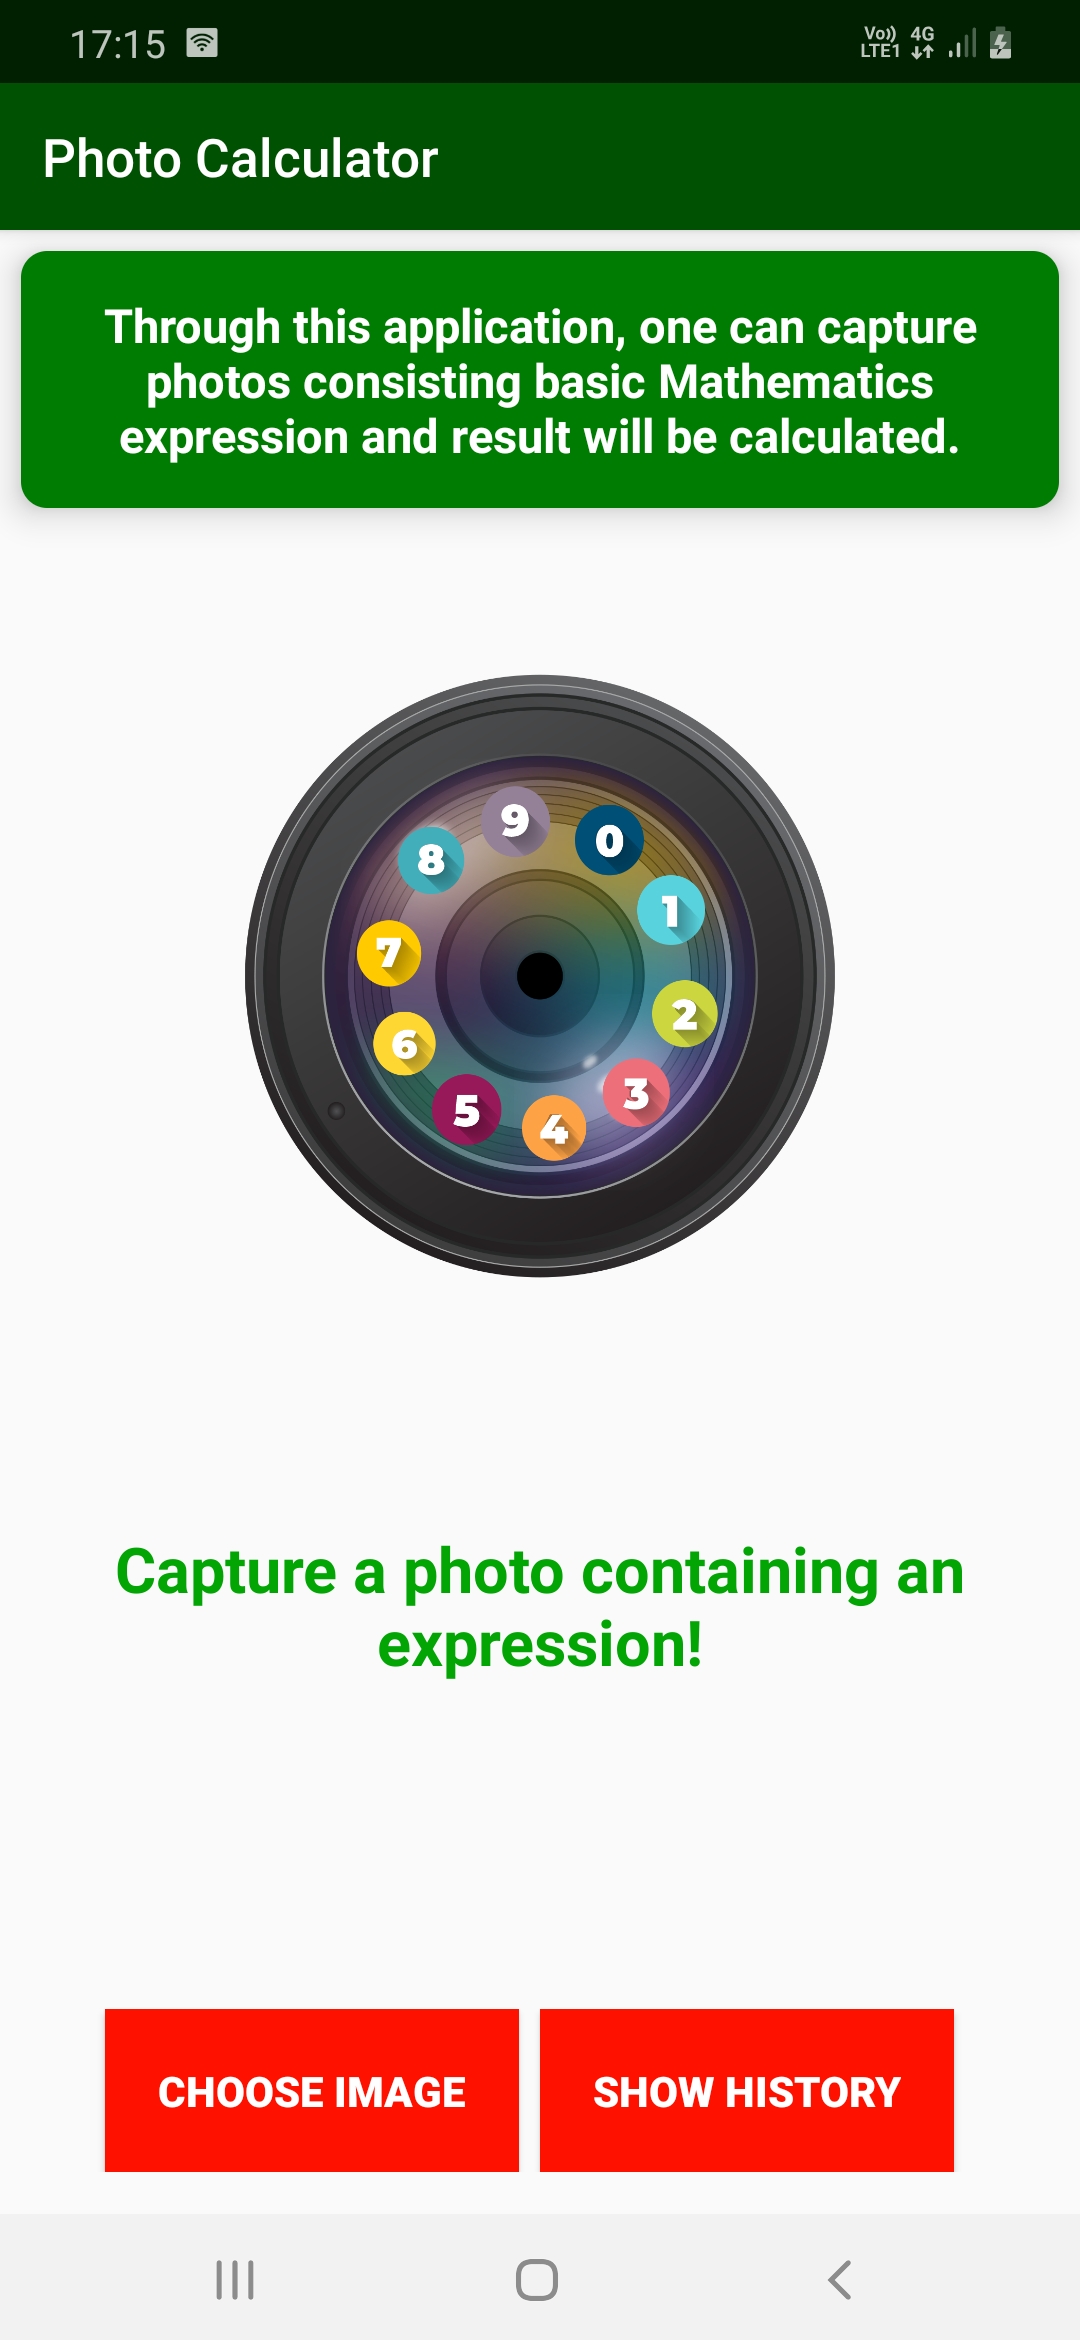 17:15
Vo)) 4G
LTE1
Photo Calculator
Through this application, one can capture
photos consisting basic Mathematics
expression and result will be calculated.
9
0
8
1
7
2
6
3
5
4
Capture a photo containing an
expression!
CHOOSE IMAGE SHOW HISTORY